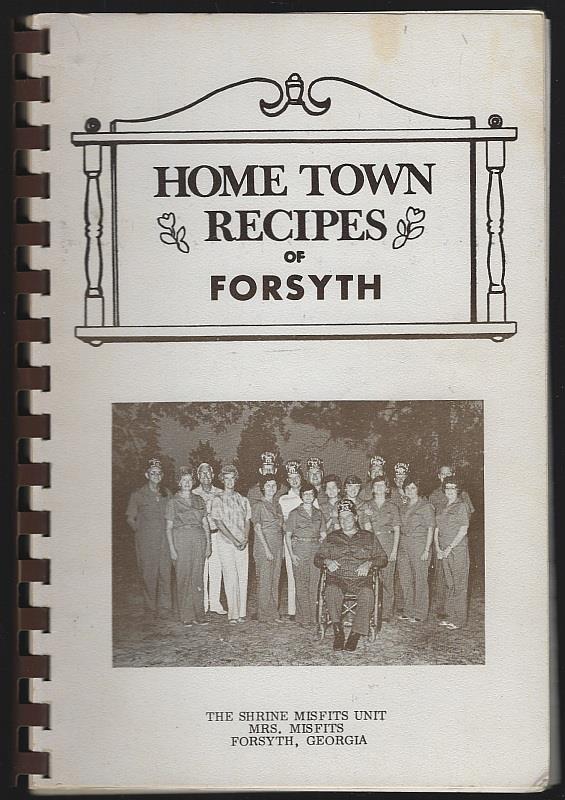 HOME TOWN
RECIPES
OF
FORSYTH
THE SHRINE MISFITS UNIT
MRS. MISFITS
FORSYTH, GEORGIA